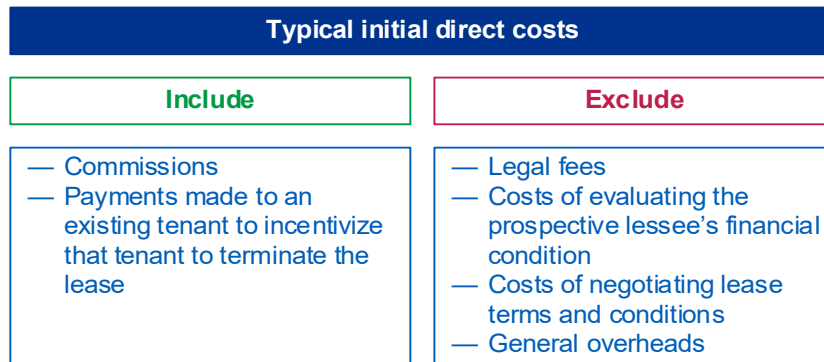 Typical initial direct costs
Include
Exclude
— Commissions
— Payments made to an
existing tenant to incentivize
that tenant to terminate the
lease
— Legal fees
— Costs of evaluating the
prospective lessee's financial
condition
— Costs of negotiating lease
terms and conditions
— General overheads